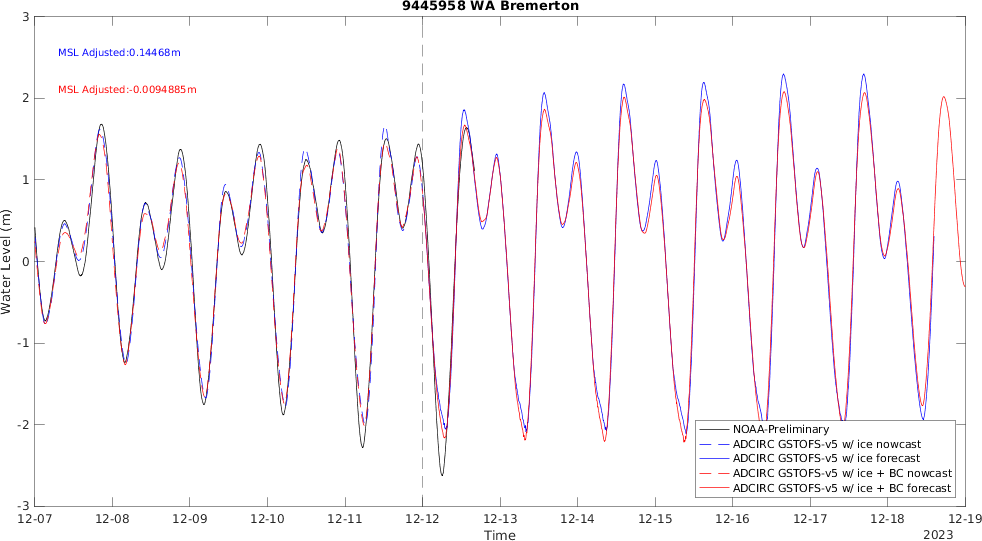 9445958 WA Bremerton
MSL Adjusted:0.14468m
MSL Adjusted:-0.0094885m
Water Level (m)
3
2
1
0
-1
-2
-3
NOAA-Preliminary
ADCIRC GSTOFS-v5 w/ ice nowcast
ADCIRC GSTOFS-v5 w/ ice forecast
ADCIRC GSTOFS-v5 w/ ice + BC nowcast
ADCIRC GSTOFS-v5 w/ ice + BC forecast
12-07 12-08 12-09 12-10 12-11 12-12 12-13 12-14 12-15 12-16 12-17 12-18 12-19
Time 2023